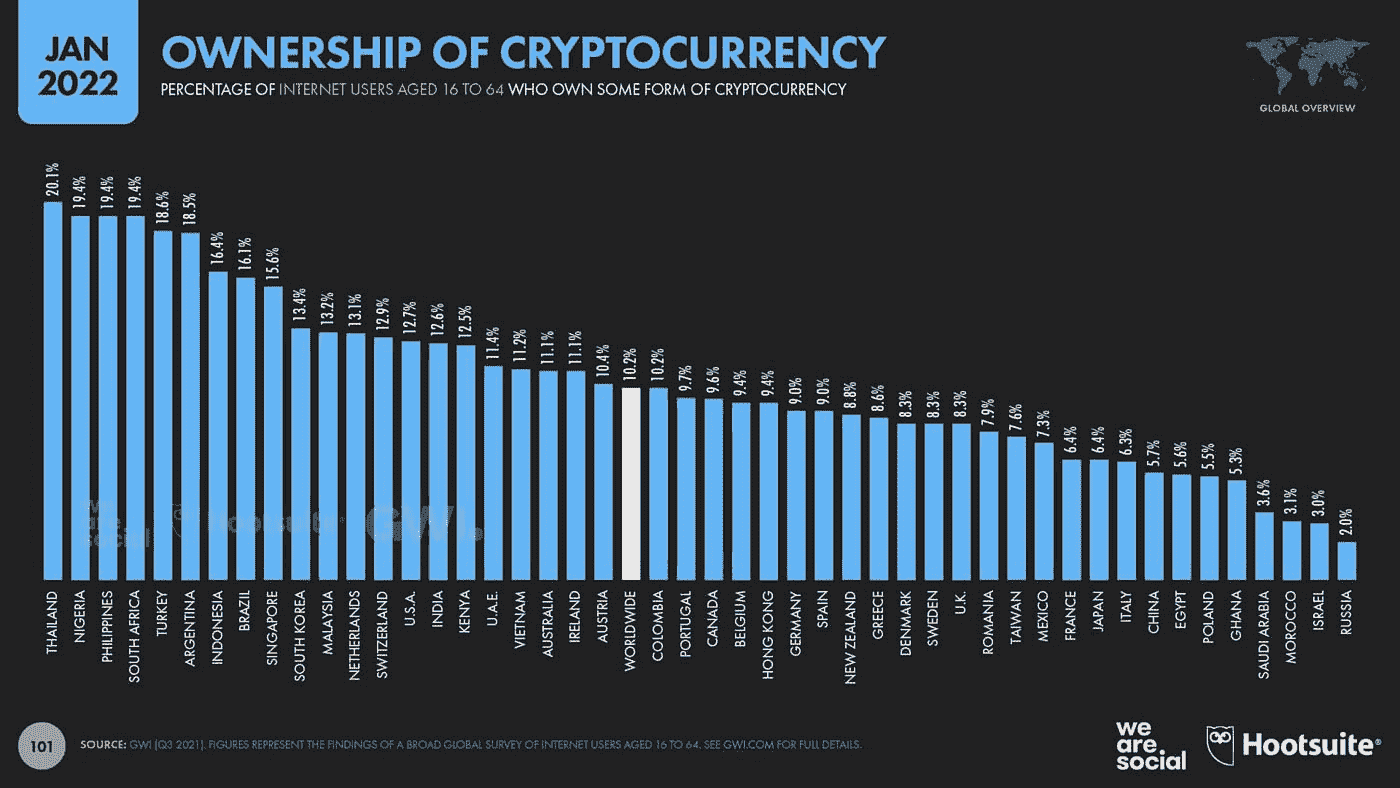 JAN
2022
OWNERSHIP OF CRYPTOCURRENCY
PERCENTAGE OF INTERNET USERS AGED 16 TO 64 WHO OWN SOME FORM OF CRYPTOCURRENCY
GLOBAL OVERVIEW
20.1%
19.4%
19.4%
19.4%
18.6%
18.5%
16.4%
16.1%
15.6%
13.4%
13.2%
13.1%
12.9%
12.7%
12.6%
12.5%
11.4%
11.2%
11.1%
11.1%
10.4%
10.2%
10.2%
9.7%
9.6%
9.4%
9.4%
9.0%
9.0%
8.8%
8.6%
8.3%
8.3%
8.3%
7.9%
7.6%
7.3%
6.4%
6.4%
6.3%
5.7%
5.6%
5.5%
5.3%
3.6%
3.1%
3.0%
2.0%
we
are
social
Hootsuite®
GWI.
THAILAND
NIGERIA
PHILIPPINES
SOUTH AFRICA
TURKEY
ARGENTINA
INDONESIA
BRAZIL
SINGAPORE
SOUTH KOREA
MALAYSIA
NETHERLANDS
SWITZERLAND
U.S.A.
INDIA
KENYA
U.A.E.
VIETNAM
AUSTRALIA
IRELAND
AUSTRIA
WORLDWIDE
COLOMBIA
PORTUGAL
CANADA
BELGIUM
HONG KONG
GERMANY
SPAIN
NEW ZEALAND
GREECE
DENMARK
SWEDEN
U.K.
ROMANIA
TAIWAN
MEXICO
FRANCE
JAPAN
ITALY
CHINA
EGYPT
POLAND
GHANA
SAUDI ARABIA
MOROCCO
ISRAEL
RUSSIA
101
SOURCE: GWI (Q3 2021). FIGURES REPRESENT THE FINDINGS OF A BROAD GLOBAL SURVEY OF INTERNET USERS AGED 16 TO 64. SEE GWI.COM FOR FULL DETAILS.
we
are
social
Hootsuite®